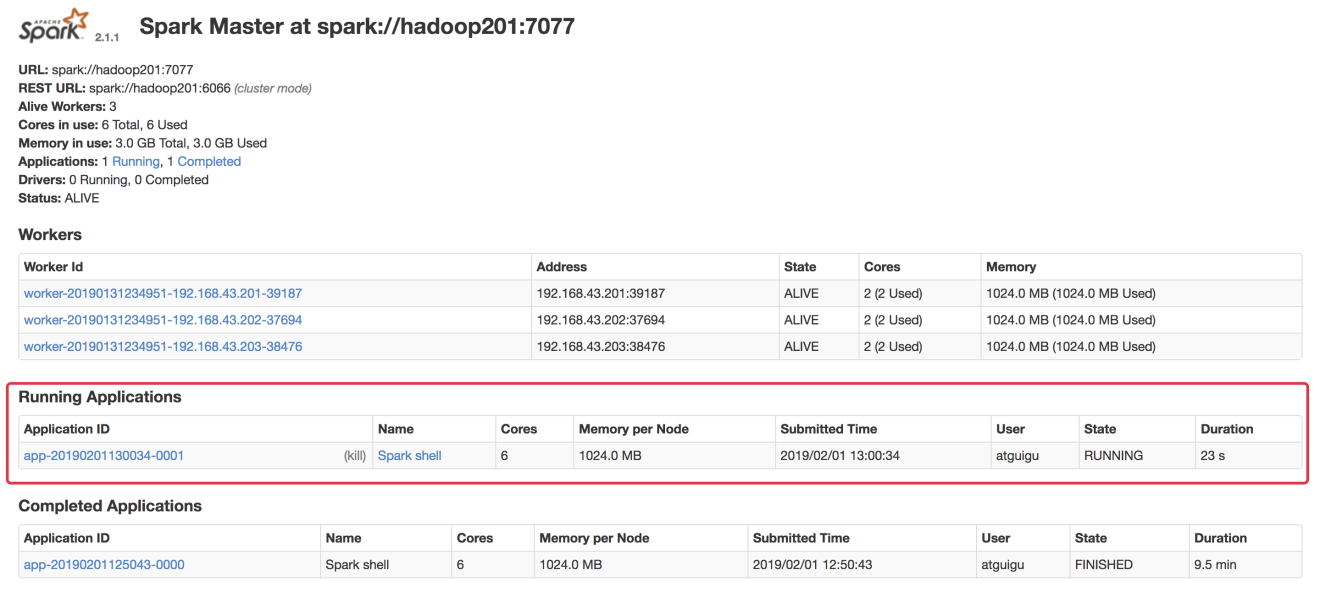 APACHE
Spark 2.1.1 Spark Master at spark://hadoop201:7077
URL: spark://hadoop201:7077
REST URL: spark://hadoop201:6066 (cluster mode)
Alive Workers: 3
Cores in use: 6 Total, 6 Used
Memory in use: 3.0 GB Total, 3.0 GB Used
Applications: 1 Running, 1 Completed
Drivers: 0 Running, 0 Completed
Status: ALIVE
Workers
Worker Id Address State Cores Memory
worker-20190131234951-192.168.43.201-39187 192.168.43.201:39187 ALIVE 2 (2 Used) 1024.0 MB (1024.0 MB Used)
worker-20190131234951-192.168.43.202-37694 192.168.43.202:37694 ALIVE 2 (2 Used) 1024.0 MB (1024.0 MB Used)
worker-20190131234951-192.168.43.203-38476 192.168.43.203:38476 ALIVE 2 (2 Used) 1024.0 MB (1024.0 MB Used)
Running Applications
Application ID Name Cores Memory per Node Submitted Time User State Duration
app-20190201130034-0001 (kill) Spark shell 6 1024.0 MB 2019/02/01 13:00:34 atguigu RUNNING 23 s
Completed Applications
Application ID Name Cores Memory per Node Submitted Time User State Duration
app-20190201125043-0000 Spark shell 6 1024.0 MB 2019/02/01 12:50:43 atguigu FINISHED 9.5 min